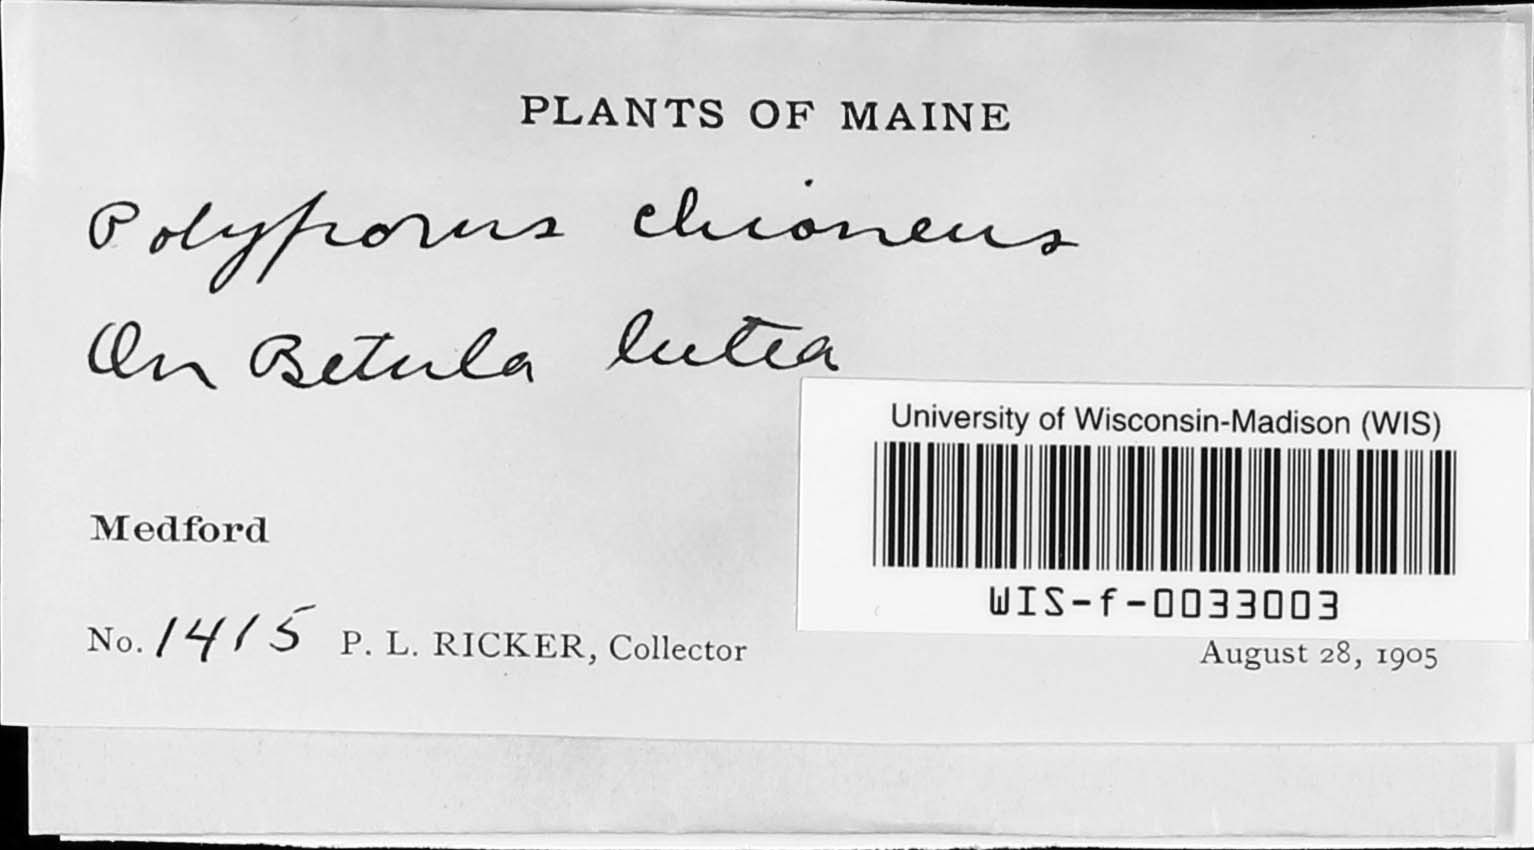 PLANTS OF MAINE
Polyporus chioneus
On Betula lutea
University of Wisconsin-Madison (WIS)
WIS-f-0033003
Medford
No. 1415 P. L. RICKER, Collector
August 28, 1905